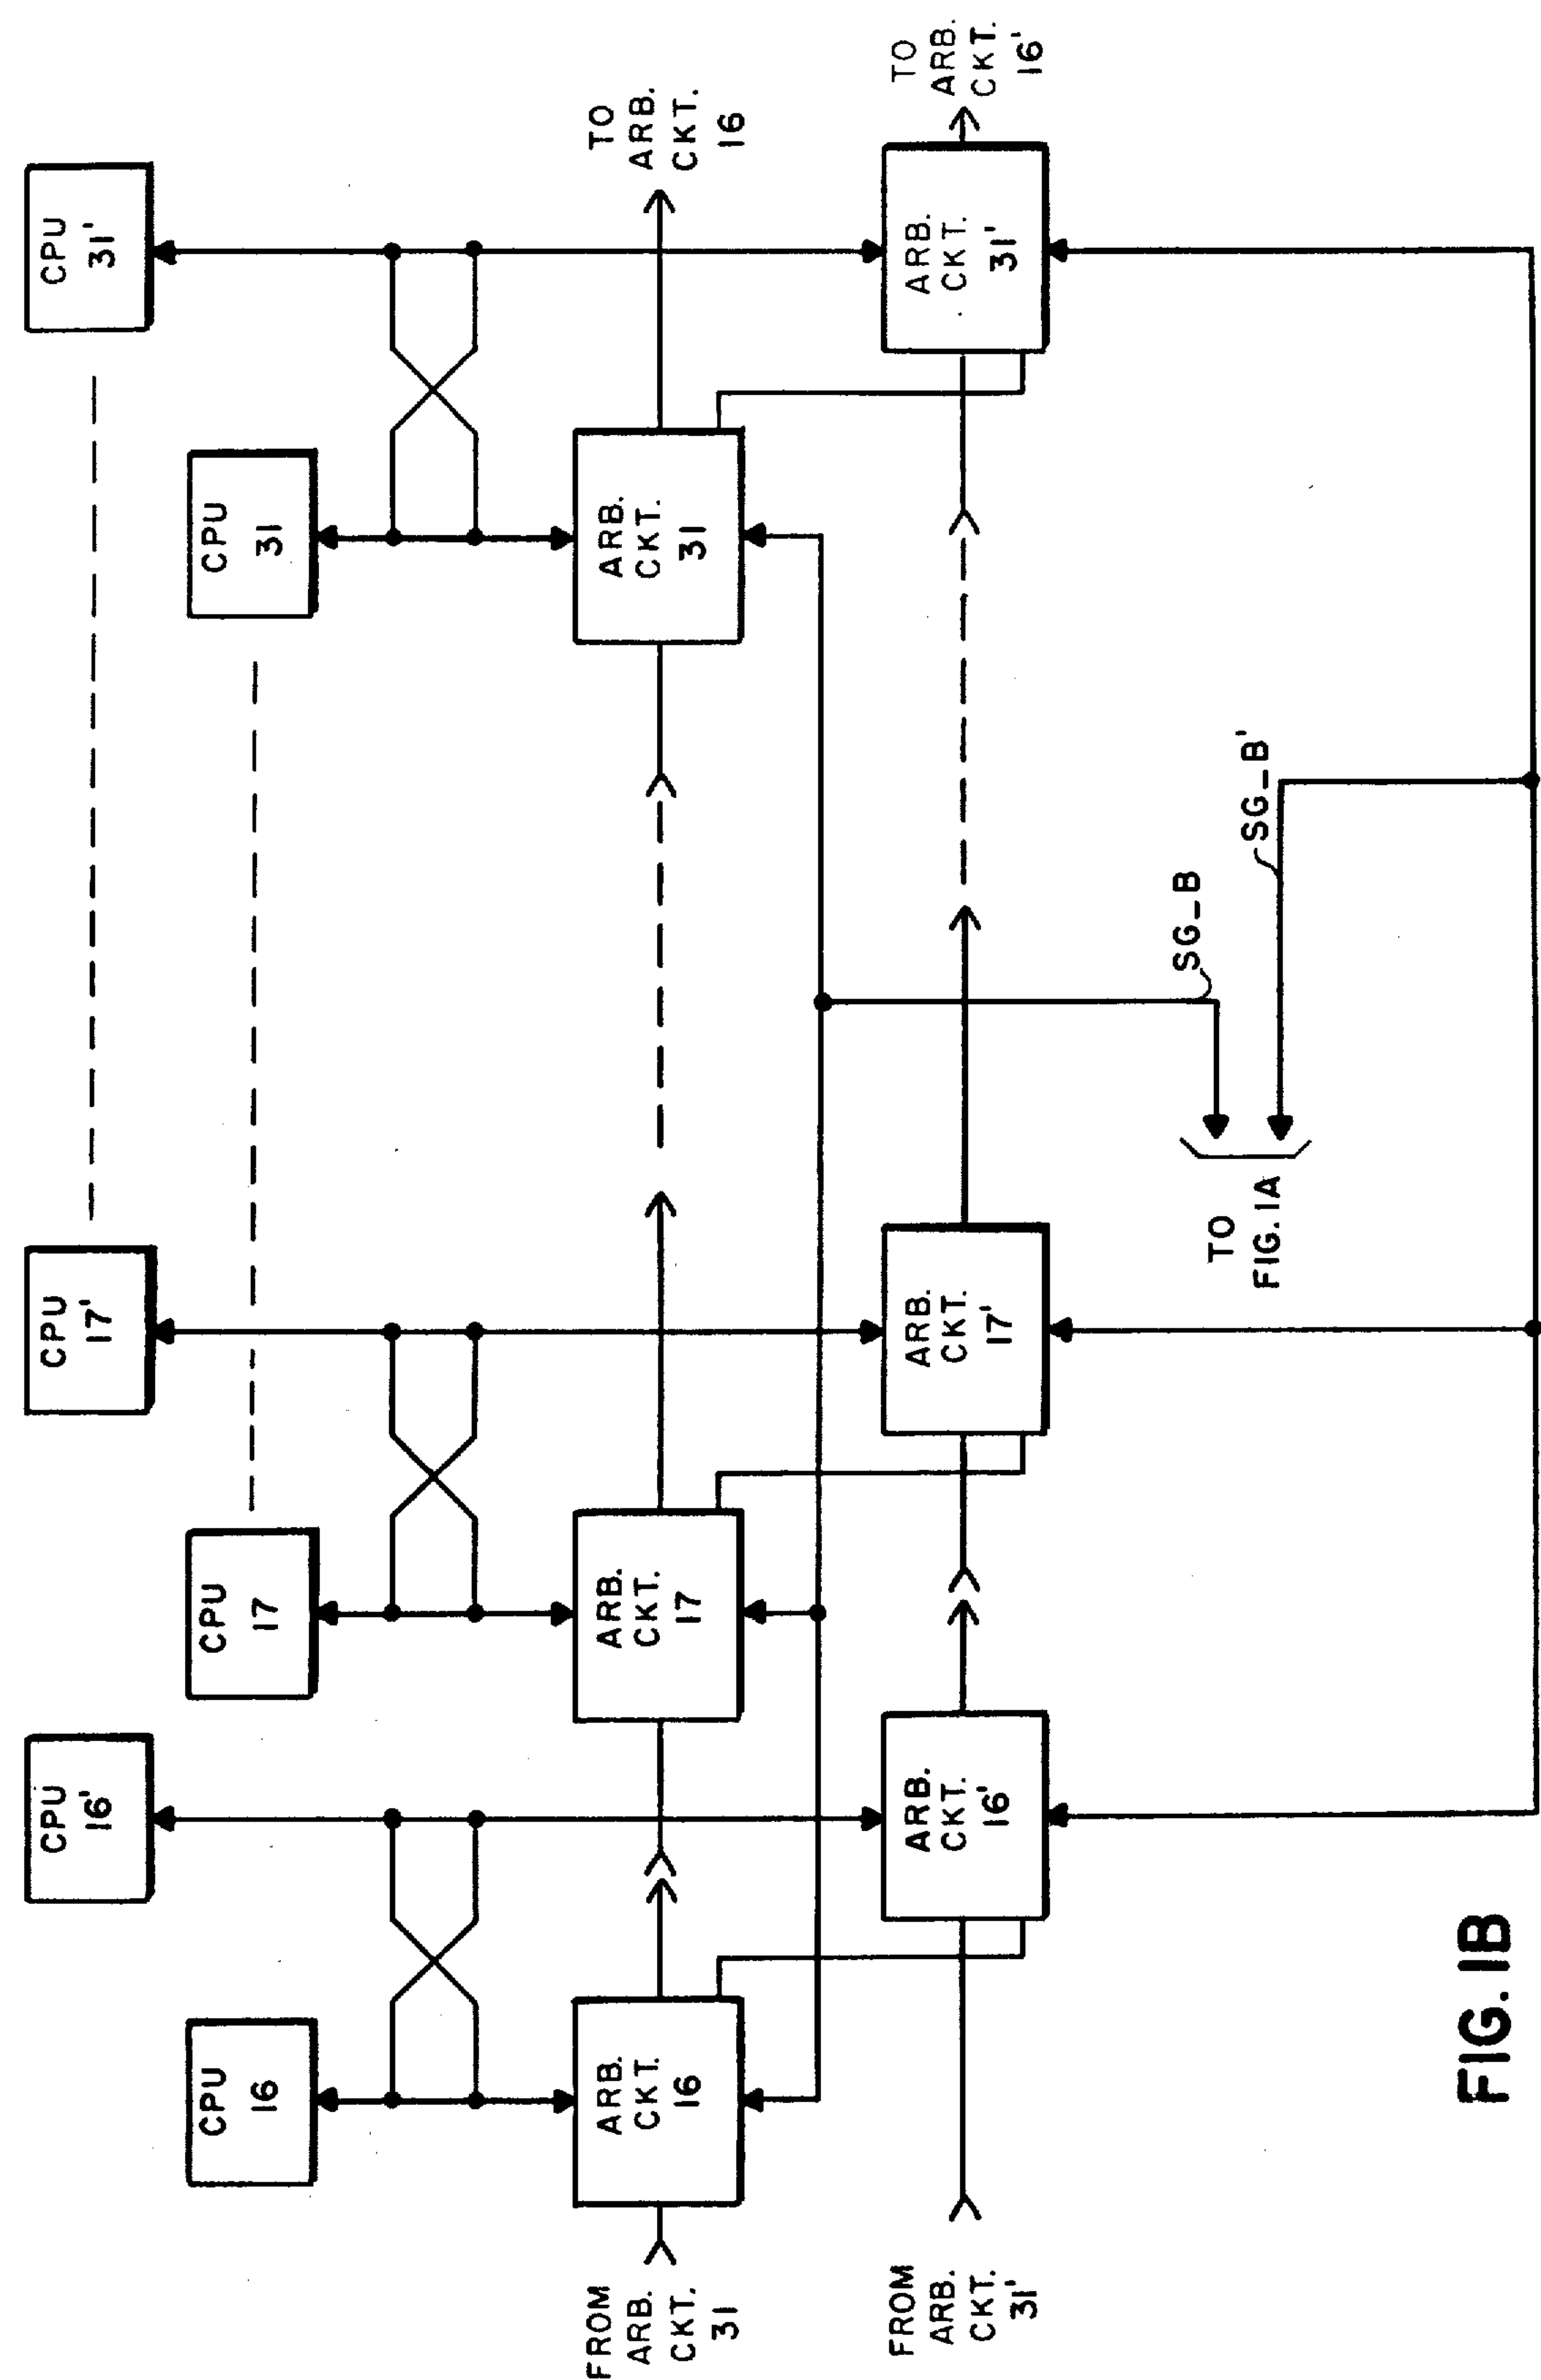 CPU
16'
CPU
17'
CPU
31'
CPU
16
CPU
17
CPU
31
FROM
ARB.
CKT.
31
ARB.
CKT.
16
ARB.
CKT.
17
ARB.
CKT.
31
TO
ARB.
CKT.
16
FROM
ARB.
CKT.
31'
ARB.
CKT.
16'
ARB.
CKT.
17'
ARB.
CKT.
31'
TO
ARB.
CKT.
16'
SG_B
SG_B'
TO
FIG. 1A
FIG. 1B